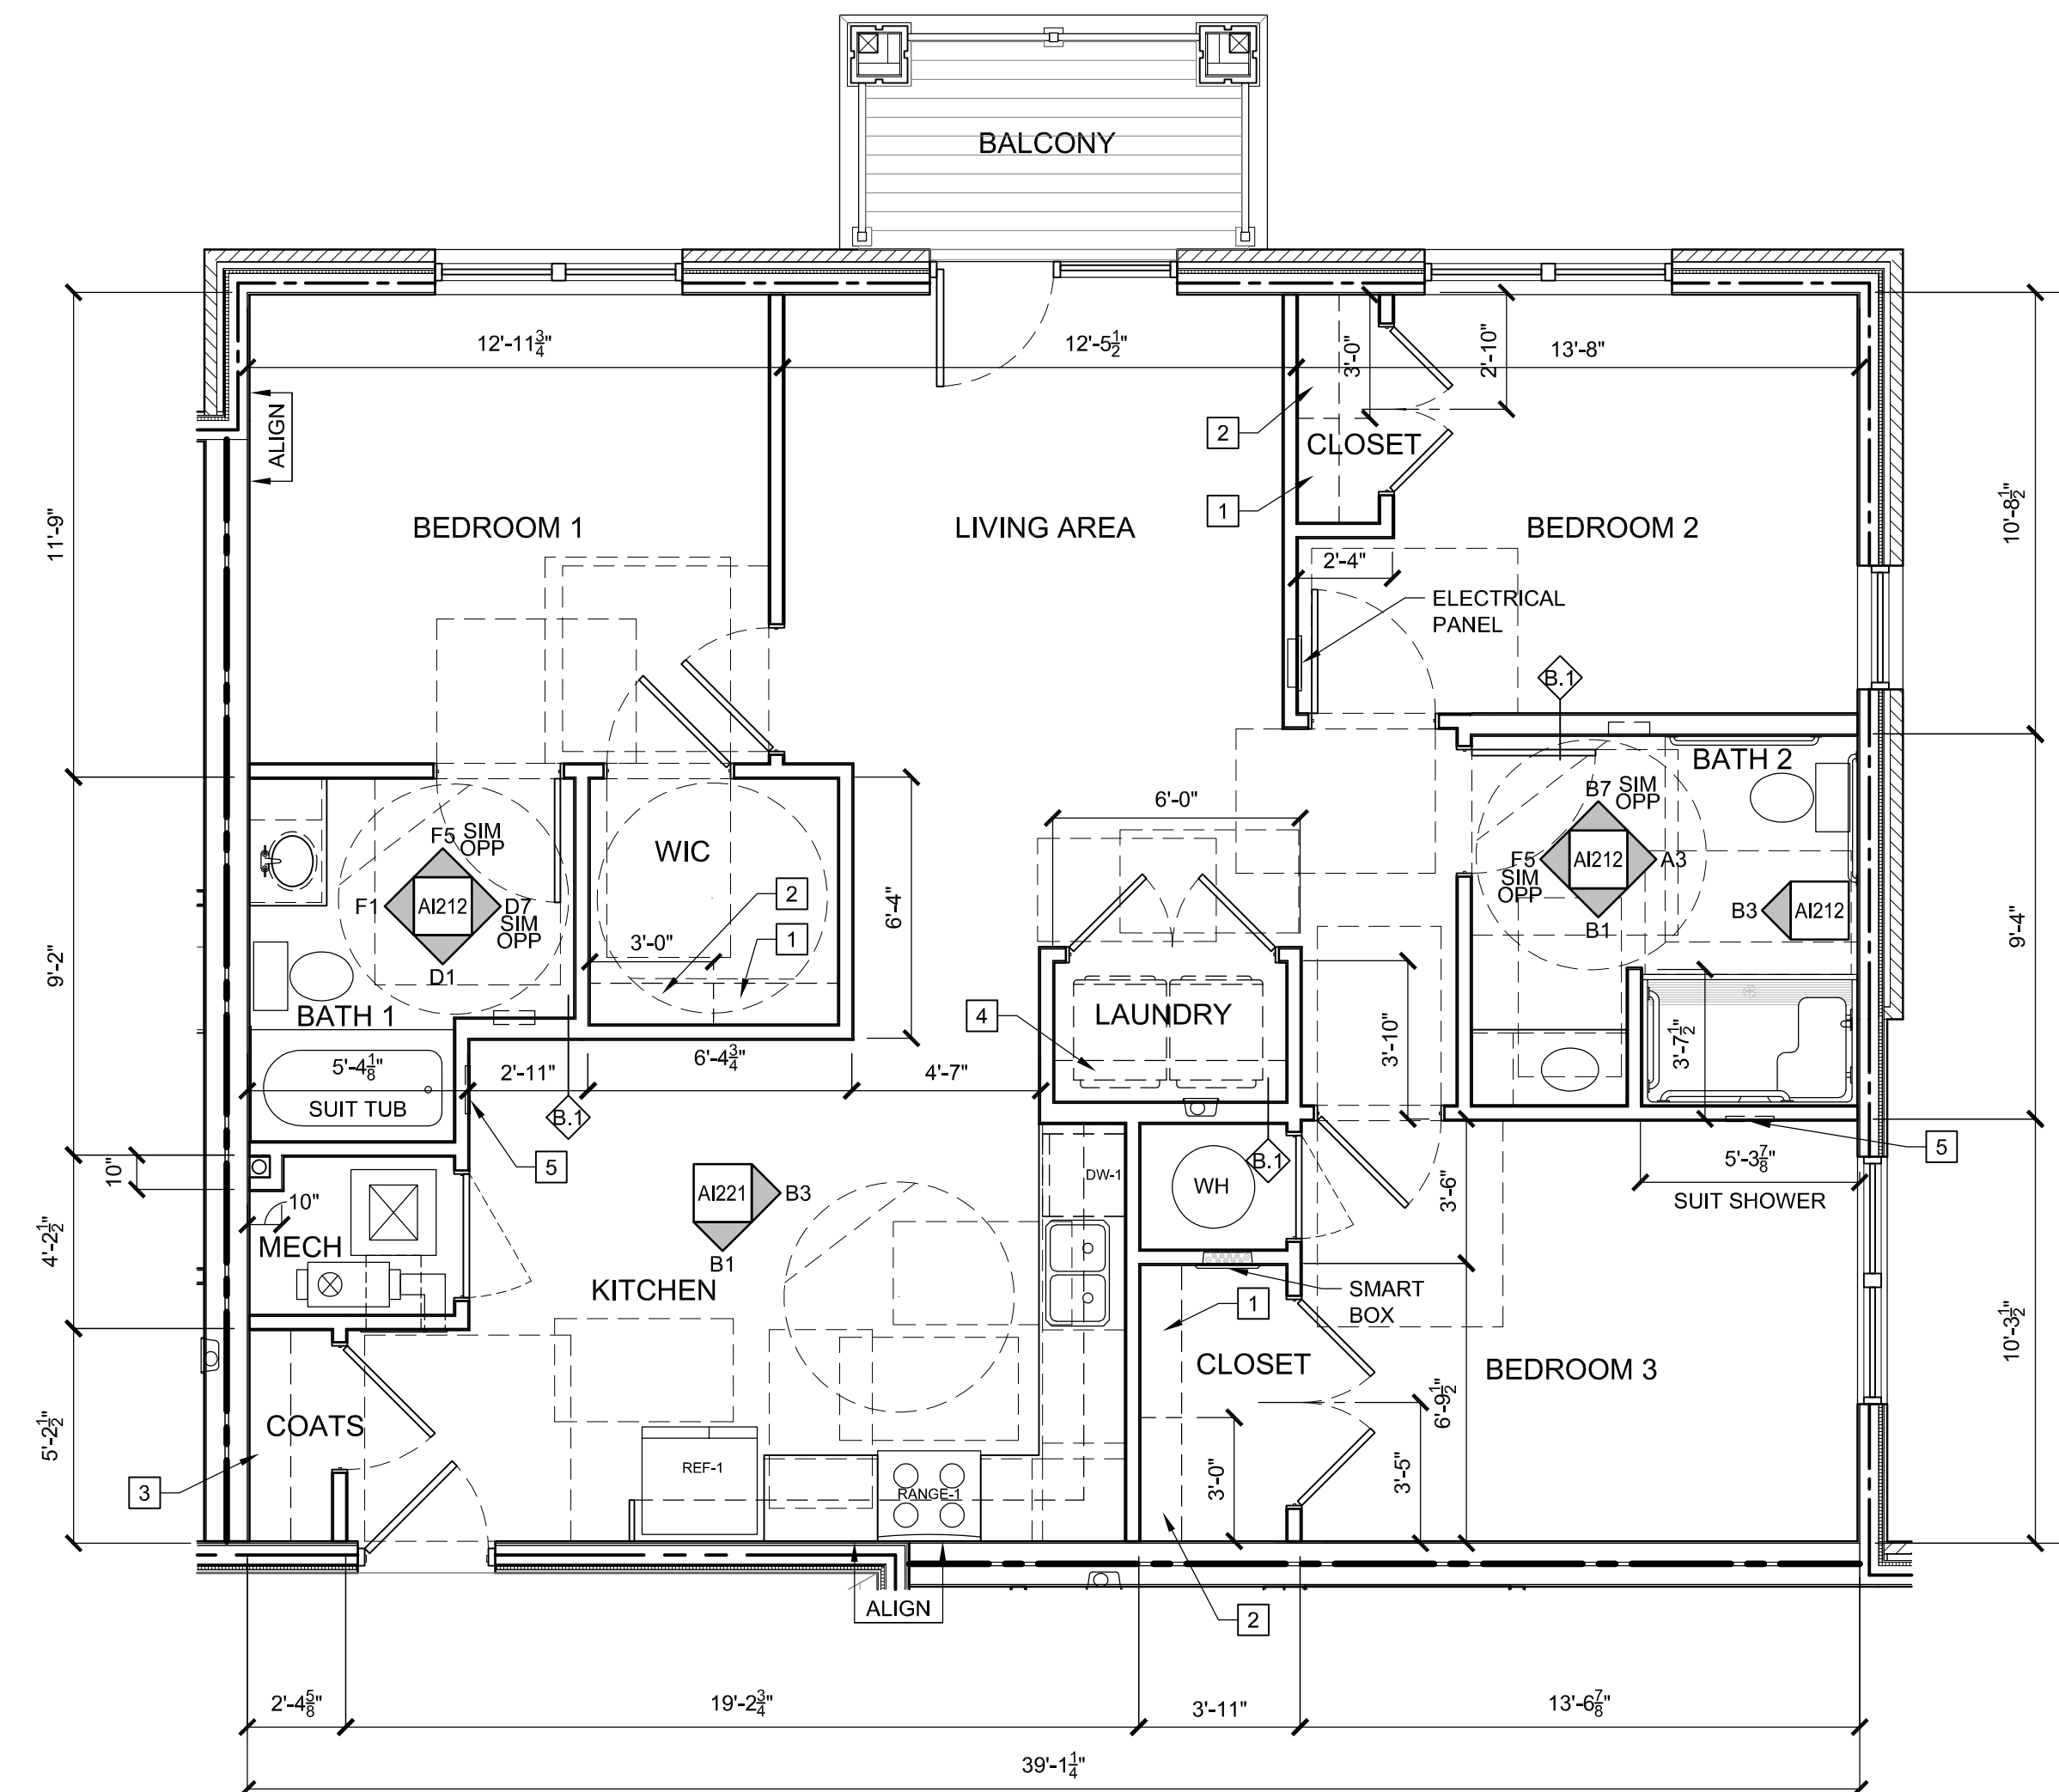 BALCONY
12'-11 3/4"
12'-5 1/2"
13'-8"
3'-0"
2'-10"
ALIGN
2
CLOSET
1
11'-9"
BEDROOM 1
LIVING AREA
BEDROOM 2
10'-8 1/2"
2'-4"
ELECTRICAL
PANEL
B.1
BATH 2
6'-0"
B7 SIM
OPP
F5 SIM
OPP
WIC
F5
SIM
OPP
AI212
A3
F1
AI212
D7
SIM
OPP
2
6'-4"
B3
AI212
9'-4"
3'-0"
1
B1
D1
9'-2"
BATH 1
4
LAUNDRY
3'-10"
3'-7 1/2"
5'-4 1/8"
2'-11"
6'-4 3/4"
4'-7"
SUIT TUB
B.1
5
10"
DW-1
B.1
WH
5'-3 7/8"
5
SUIT SHOWER
3'-6"
AI221
B3
B1
10"
MECH
4'-2 1/2"
KITCHEN
1
SMART
BOX
CLOSET
BEDROOM 3
10'-3 1/2"
6'-9 1/2"
COATS
5'-2 1/2"
3
REF-1
RANGE-1
3'-0"
3'-5"
ALIGN
2
2'-4 5/8"
19'-2 3/4"
3'-11"
13'-6 7/8"
39'-1 1/4"